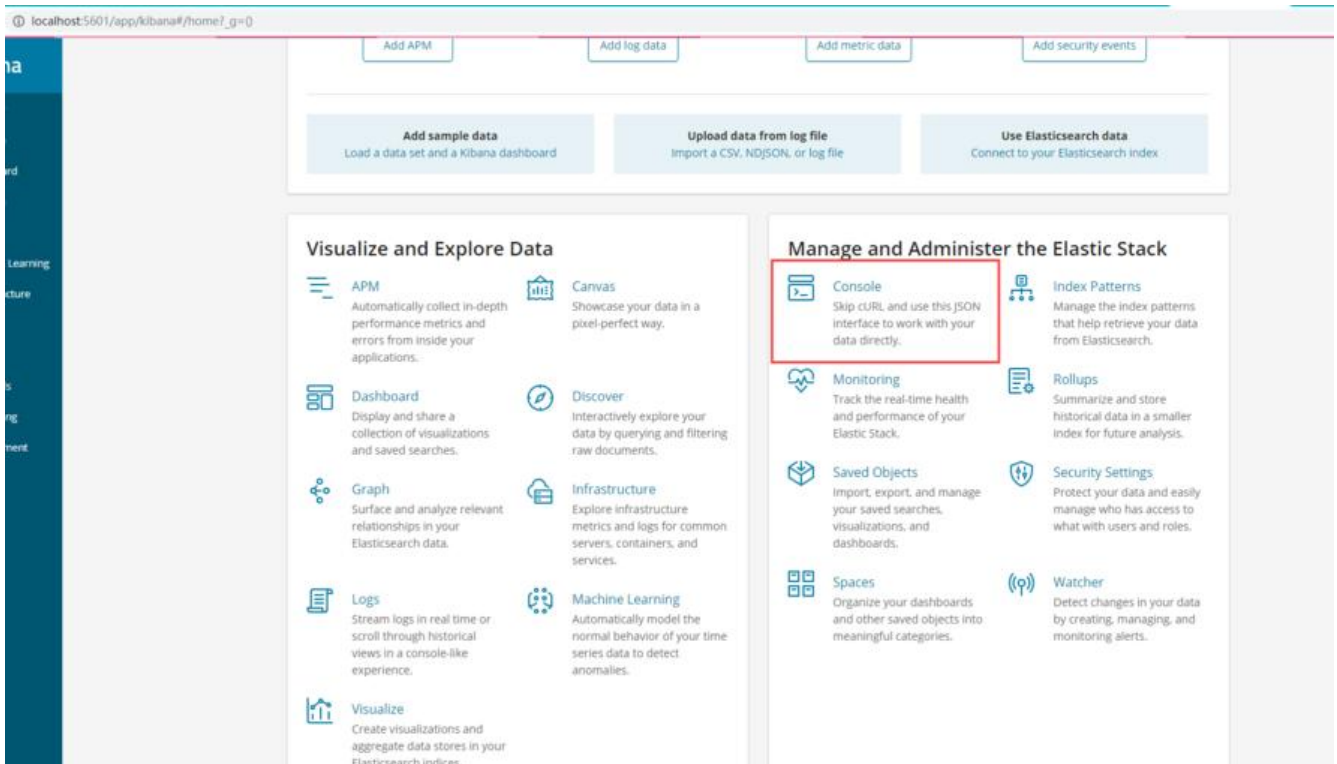 localhost:5601/app/kibana#/home?_g=()
na
Add APM
Add log data
Add metric data
Add security events
rd
Learning
cture
s
ng
ment
Add sample data
Load a data set and a Kibana dashboard
Upload data from log file
Import a CSV, NDJSON, or log file
Use Elasticsearch data
Connect to your Elasticsearch index
Visualize and Explore Data
APM
Automatically collect in-depth
performance metrics and
errors from inside your
applications.
Canvas
Showcase your data in a
pixel-perfect way.
Dashboard
Display and share a
collection of visualizations
and saved searches.
Discover
Interactively explore your
data by querying and filtering
raw documents.
Graph
Surface and analyze relevant
relationships in your
Elasticsearch data.
Infrastructure
Explore infrastructure
metrics and logs for common
servers, containers, and
services.
Logs
Stream logs in real time or
scroll through historical
views in a console-like
experience.
Machine Learning
Automatically model the
normal behavior of your time
series data to detect
anomalies.
Visualize
Create visualizations and
aggregate data stores in your
Elasticsearch indices.
Manage and Administer the Elastic Stack
Console
Skip cURL and use this JSON
interface to work with your
data directly.
Index Patterns
Manage the index patterns
that help retrieve your data
from Elasticsearch.
Monitoring
Track the real-time health
and performance of your
Elastic Stack.
Rollups
Summarize and store
historical data in a smaller
index for future analysis.
Saved Objects
Import, export, and manage
your saved searches,
visualizations, and
dashboards.
Security Settings
Protect your data and easily
manage who has access to
what with users and roles.
Spaces
Organize your dashboards
and other saved objects into
meaningful categories.
Watcher
Detect changes in your data
by creating, managing, and
monitoring alerts.